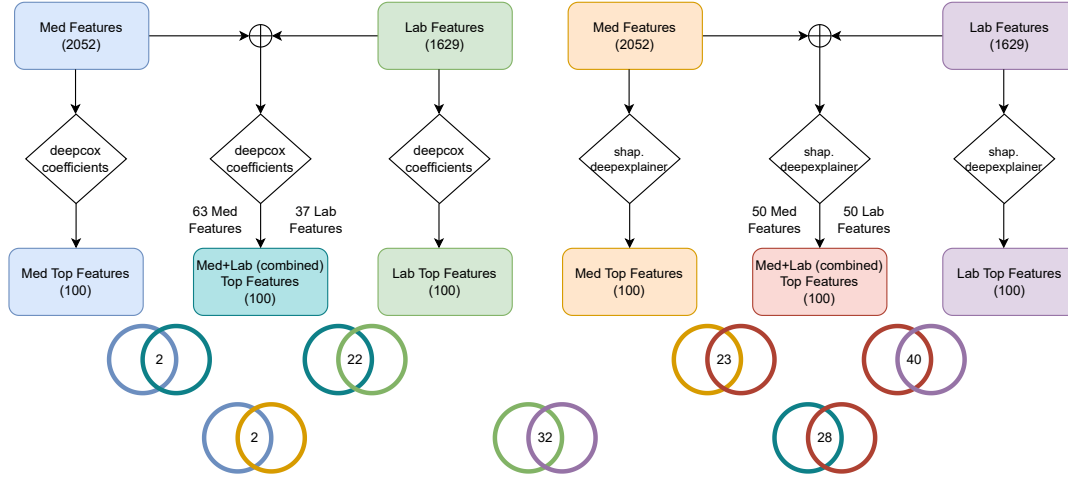 Med Features
(2052)
Lab Features
(1629)
Med Features
(2052)
Lab Features
(1629)
deepcox
coefficients
deepcox
coefficients
deepcox
coefficients
shap.
deepexplainer
shap.
deepexplainer
shap.
deepexplainer
63 Med
Features
37 Lab
Features
50 Med
Features
50 Lab
Features
Med Top Features
(100)
Med+Lab (combined)
Top Features
(100)
Lab Top Features
(100)
Med Top Features
(100)
Med+Lab (combined)
Top Features
(100)
Lab Top Features
(100)
2
22
23
40
2
32
28